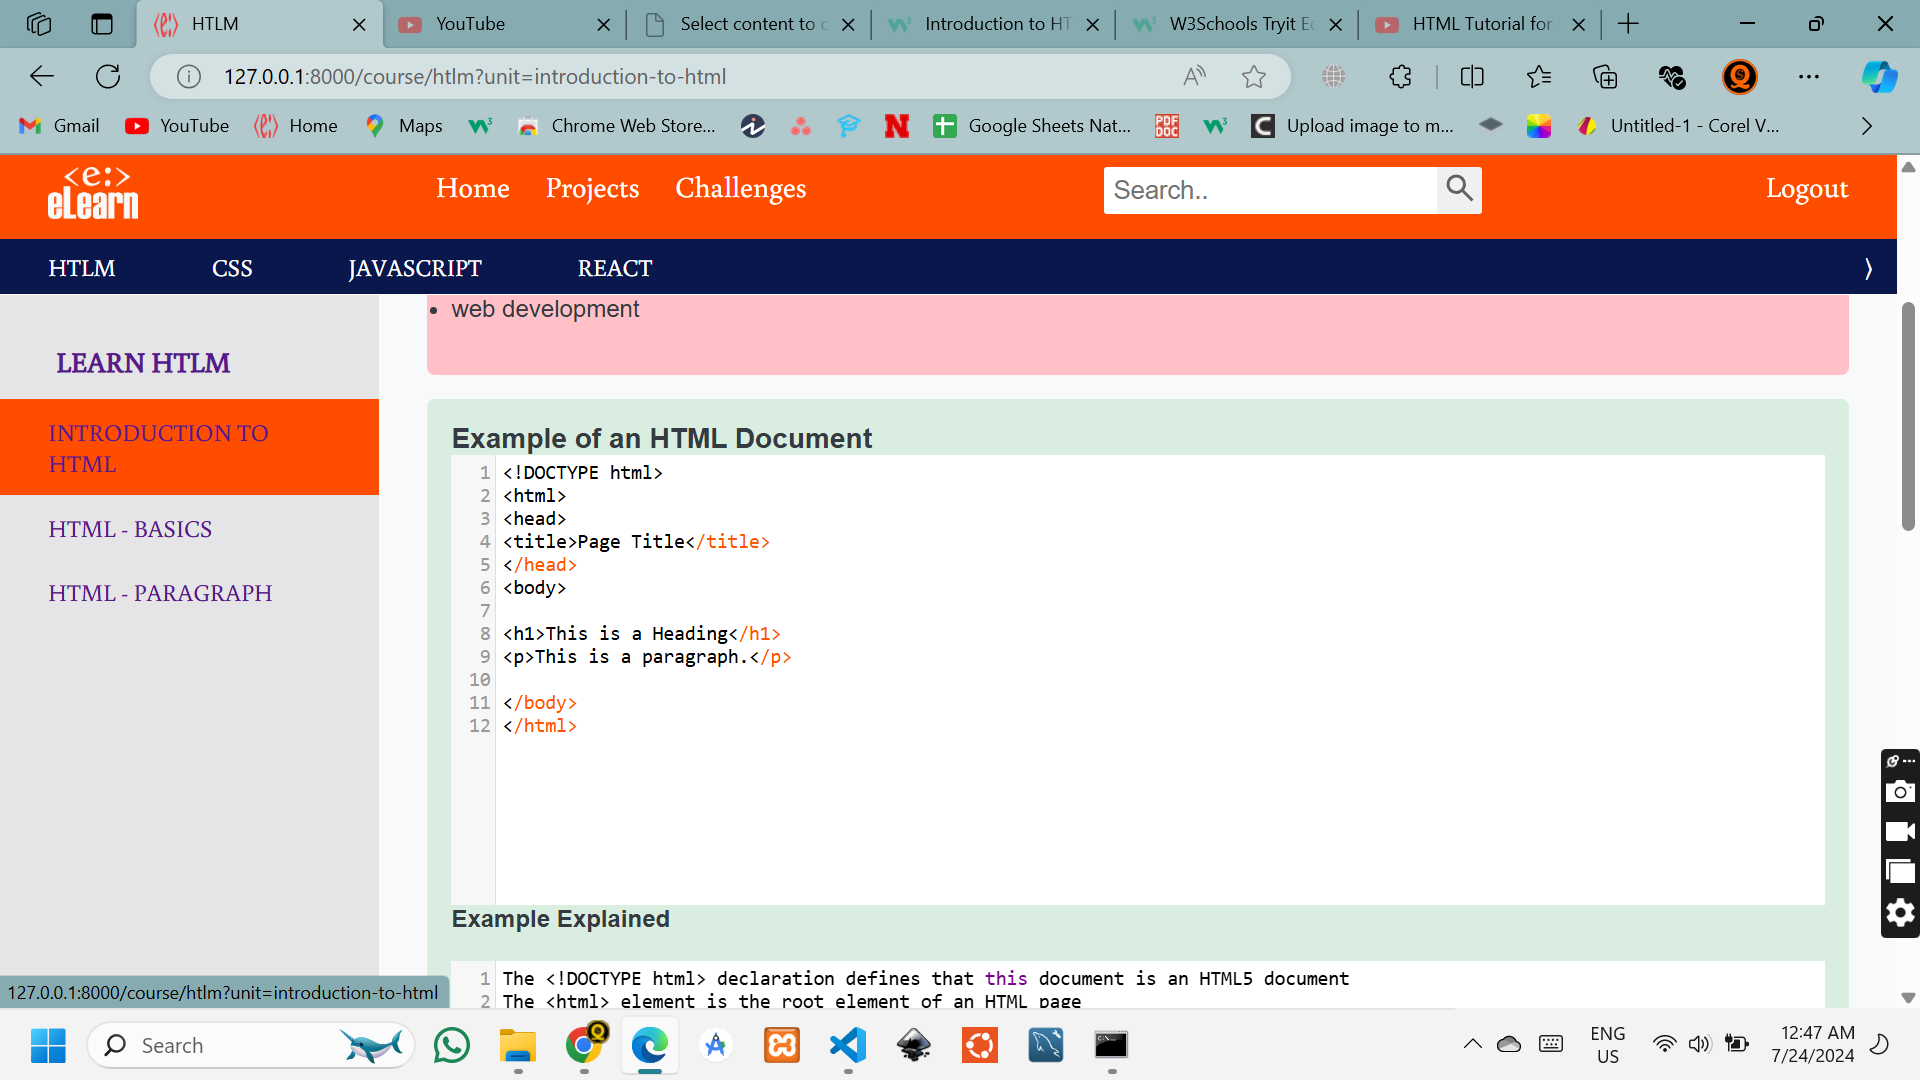 HTLM
YouTube
Select content to c
Introduction to HT
W3Schools Tryit Ec
HTML Tutorial for
127.0.0.1:8000/course/htlm?unit=introduction-to-html
Gmail
YouTube
Home
Maps
Chrome Web Store...
Google Sheets Nat...
PDF
DOC
Upload image to m...
Untitled-1 - Corel V...
<e:>
eLearn
Home
Projects
Challenges
Search..
Logout
HTLM
CSS
JAVASCRIPT
REACT
web development
LEARN HTLM
INTRODUCTION TO
HTML
HTML - BASICS
HTML - PARAGRAPH
Example of an HTML Document
1 <!DOCTYPE html>
2 <html>
3 <head>
4 <title>Page Title</title>
5 </head>
6 <body>
7
8 <h1>This is a Heading</h1>
9 <p>This is a paragraph.</p>
10
11 </body>
12 </html>
Example Explained
1 The <!DOCTYPE html> declaration defines that this document is an HTML5 document
2 The <html> element is the root element of an HTML page
127.0.0.1:8000/course/htlm?unit=introduction-to-html
Search
ENG
US
12:47 AM
7/24/2024